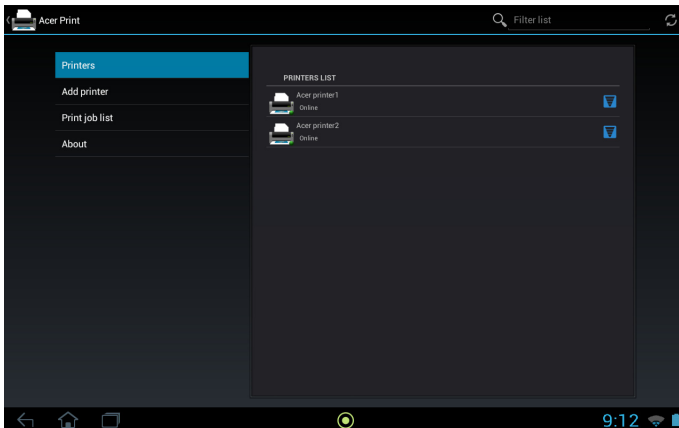 Acer Print
Filter list
Printers
Add printer
Print job list
About
PRINTERS LIST
Acer printer1
Online
Acer printer2
Online
9:12